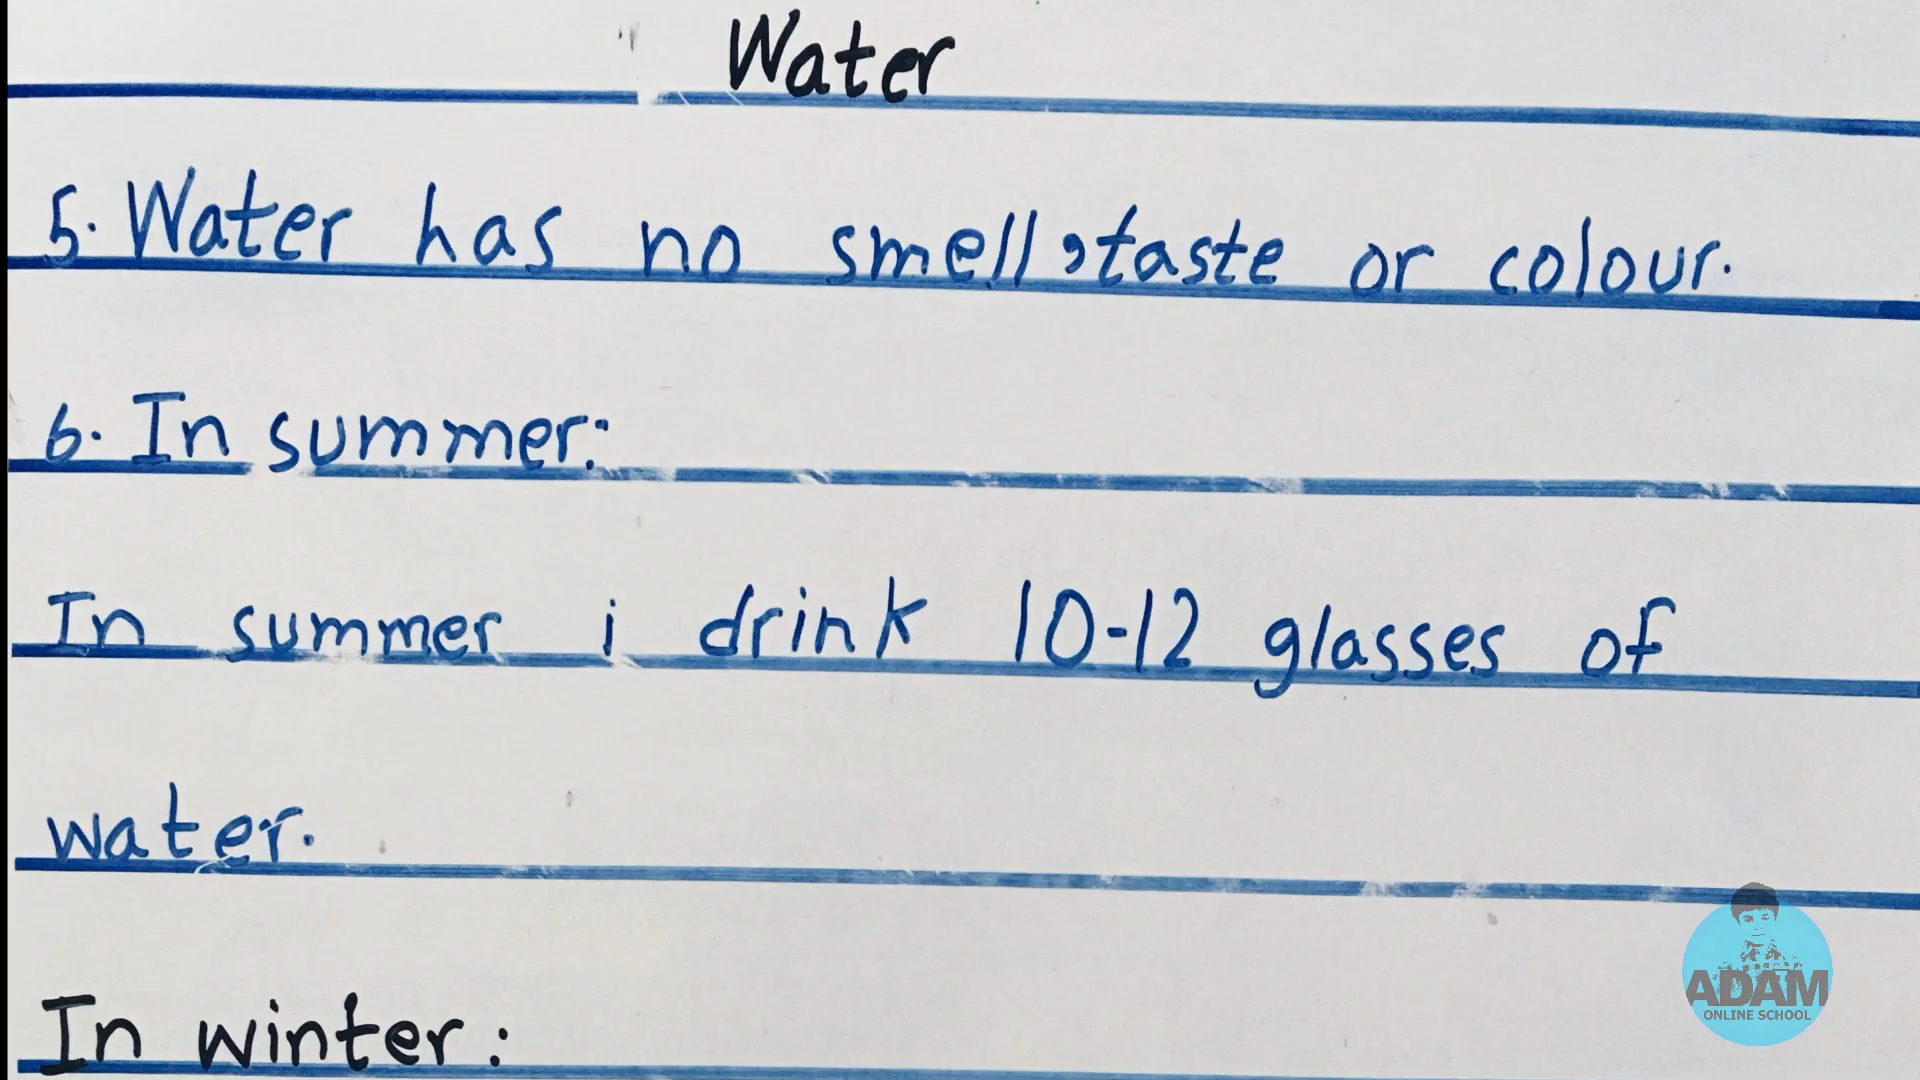 Water
5. Water has no smell, taste or colour.
6. In summer:
In summer i drink 10-12 glasses of
water.
In winter:
ADAM
ONLINE SCHOOL